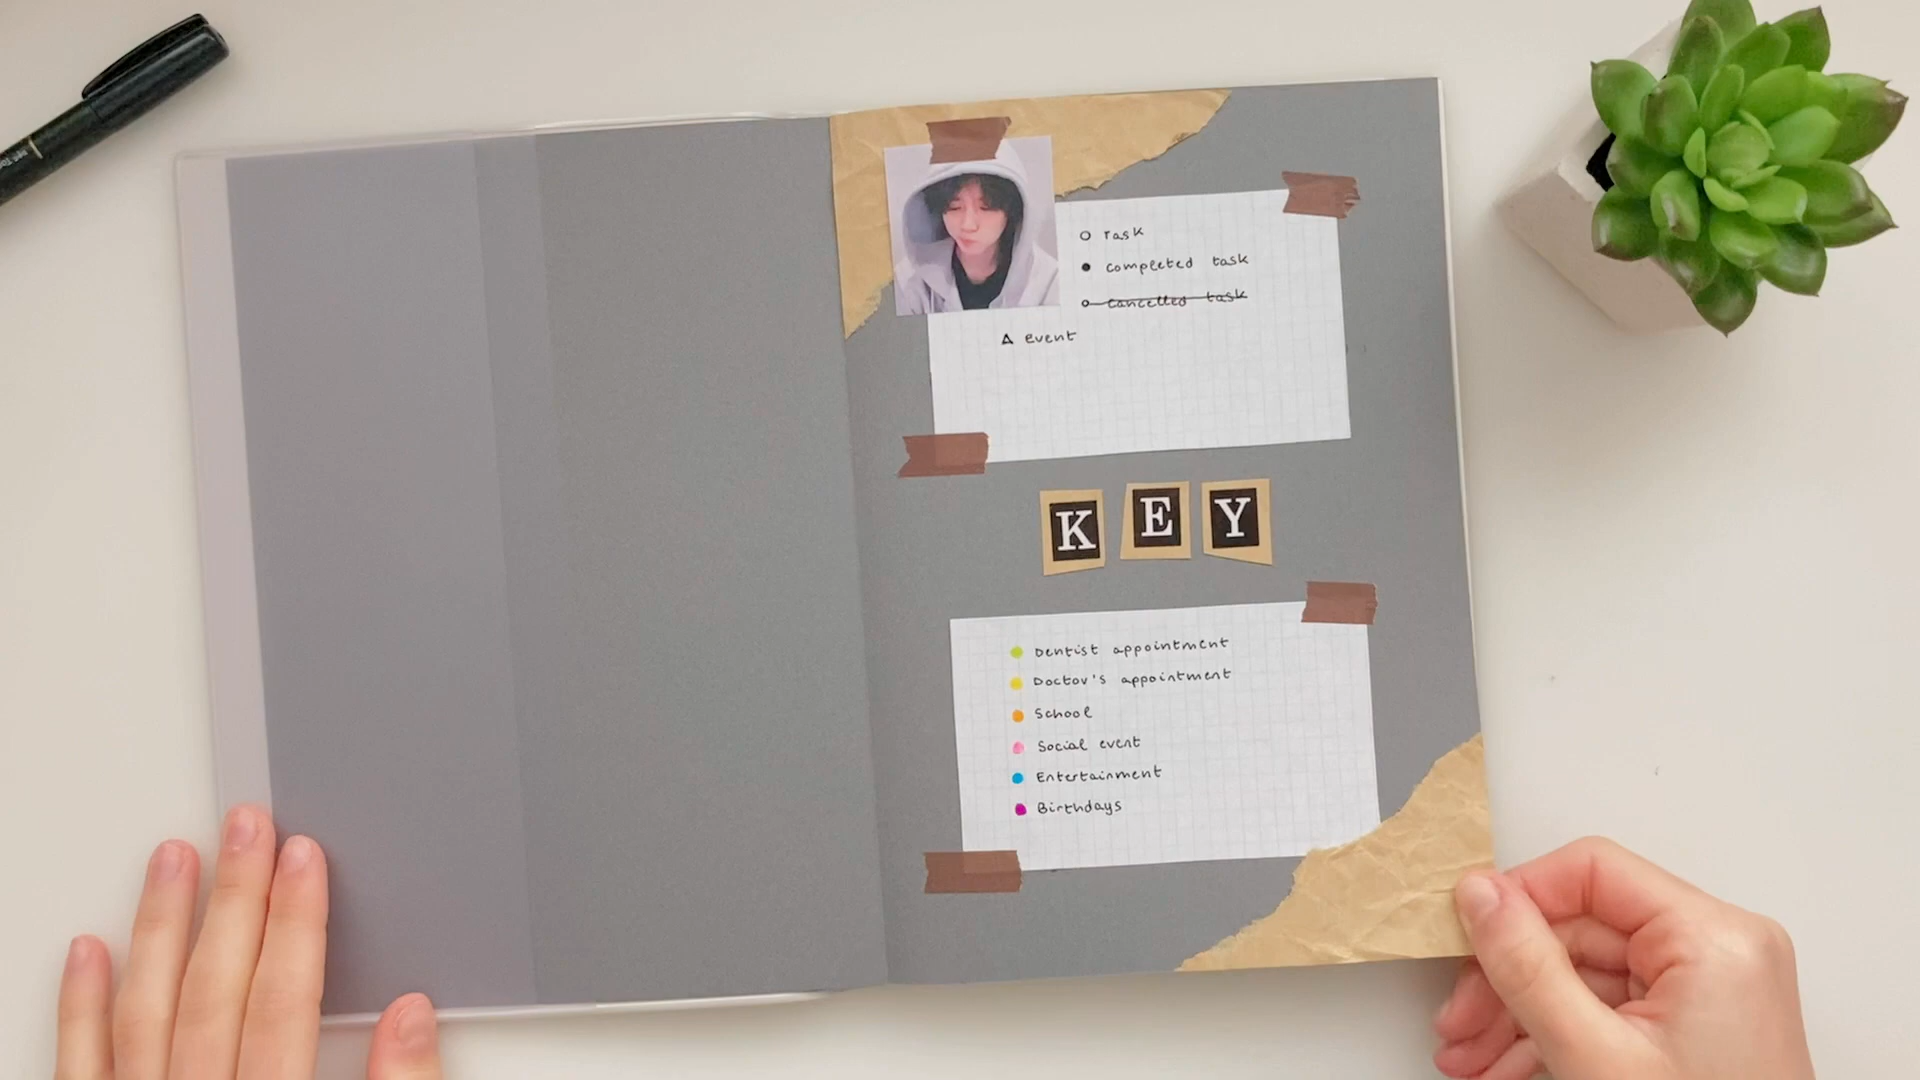 Task
completed task
cancelled task
event
KEY
Dentist appointment
Doctor's appointment
School
Social event
Entertainment
Birthdays